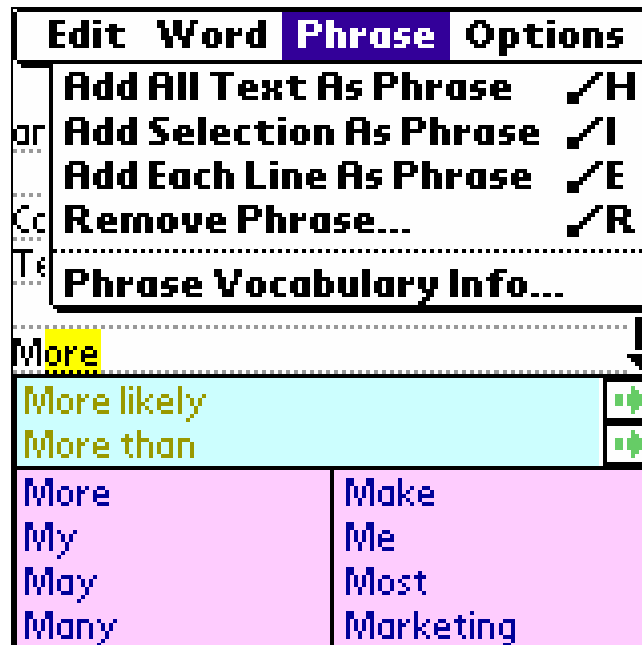 Edit Word Phrase Options
Add All Text As Phrase /H
Add Selection As Phrase /I
Add Each Line As Phrase /E
Remove Phrase... /R
Phrase Vocabulary Info...
More
More likely
More than
More Make
My Me
May Most
Many Marketing